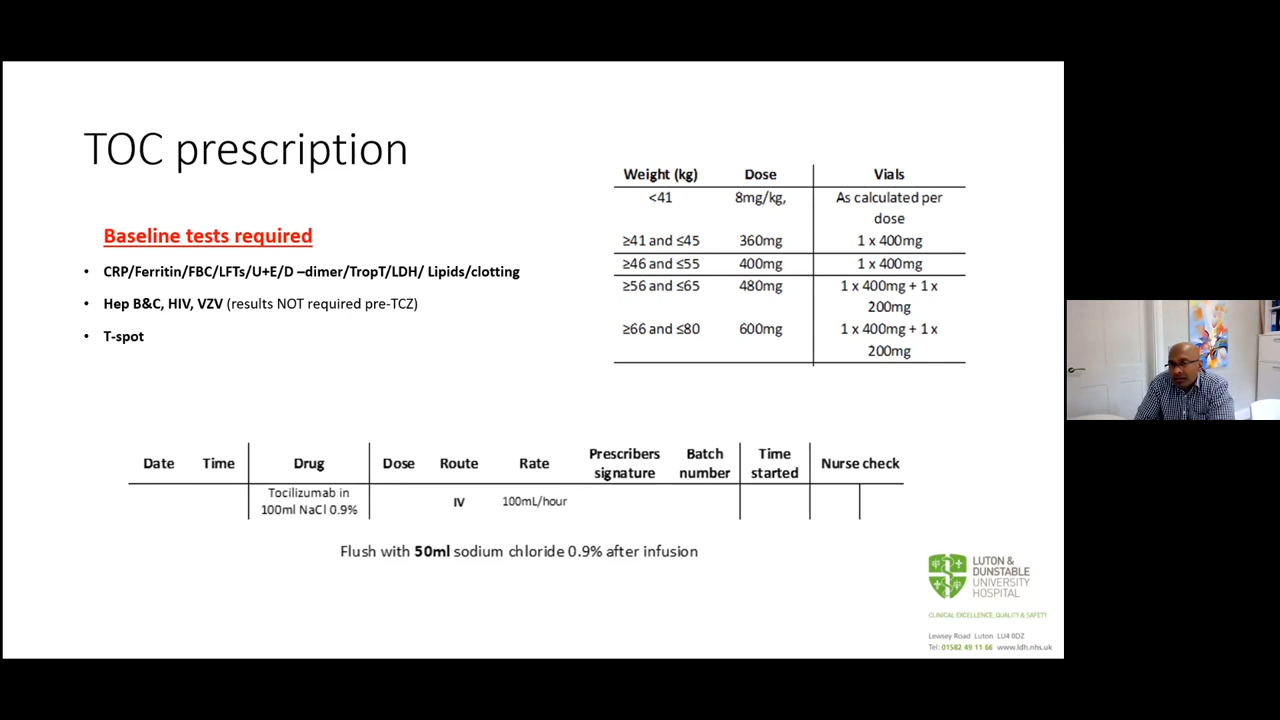 TOC prescription
Baseline tests required
• CRP/Ferritin/FBC/LFTs/U+E/D –dimer/TropT/LDH/ Lipids/clotting
• Hep B&C, HIV, VZV (results NOT required pre-TCZ)
• T-spot
Weight (kg) Dose Vials
<41 8mg/kg, As calculated per
dose
≥41 and ≤45 360mg 1 x 400mg
≥46 and ≤55 400mg 1 x 400mg
≥56 and ≤65 480mg 1 x 400mg + 1 x
200mg
≥66 and ≤80 600mg 1 x 400mg + 1 x
200mg
Date Time Drug Dose Route Rate Prescribers signature Batch number Time started Nurse check
Tocilizumab in
100ml NaCl 0.9% IV 100mL/hour
Flush with 50ml sodium chloride 0.9% after infusion
LUTON &
DUNSTABLE
UNIVERSITY
HOSPITAL
CLINICAL EXCELLENCE, QUALITY & SAFETY
Lewsey Road Luton LU4 0DZ
Tel: 01582 49 11 66 www.ldh.nhs.uk